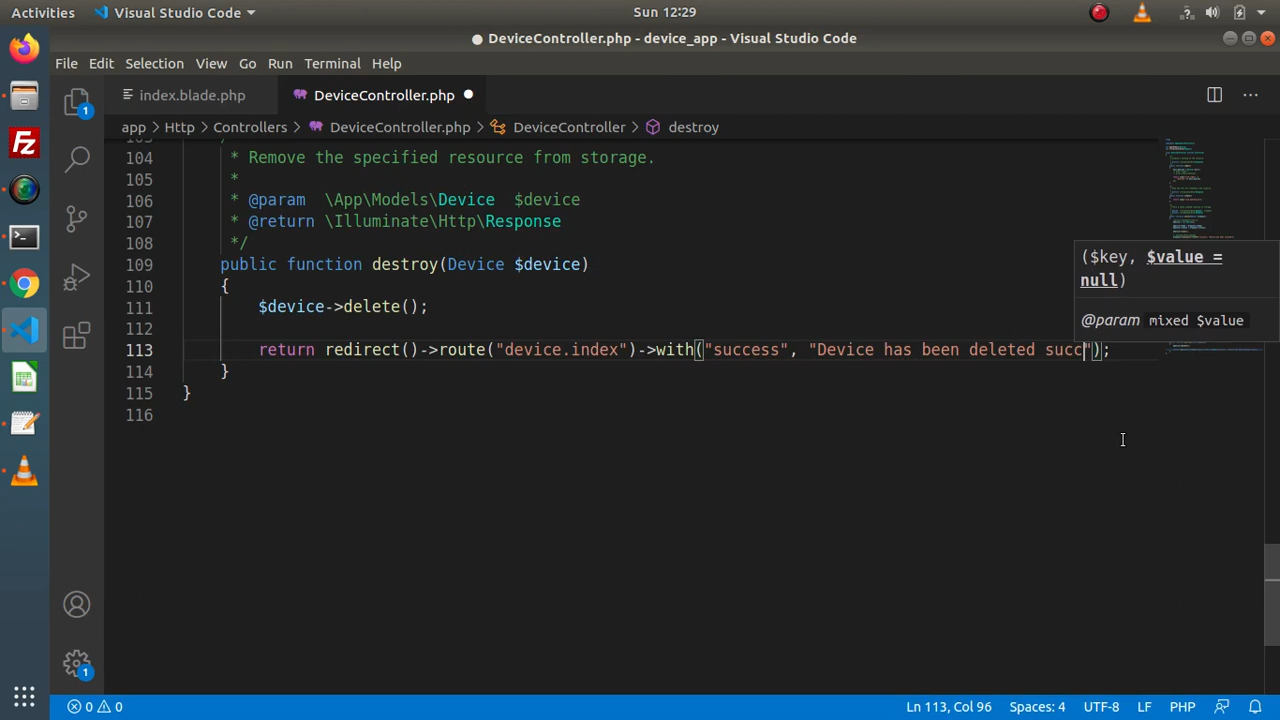 Activities
Visual Studio Code
Sun 12:29
● DeviceController.php - device_app - Visual Studio Code
File Edit Selection View Go Run Terminal Help
index.blade.php
DeviceController.php
app > Http > Controllers > DeviceController.php > DeviceController > destroy
104 * Remove the specified resource from storage.
105 *
106 * @param \App\Models\Device $device
107 * @return \Illuminate\Http\Response
108 */
109 public function destroy(Device $device)
110 {
111 $device->delete();
112
113 return redirect()->route("device.index")->with("success", "Device has been deleted succ");
114 }
115 }
116
($key, $value =
null)
@param mixed $value
1
1
0 0
Ln 113, Col 96
Spaces: 4
UTF-8
LF
PHP